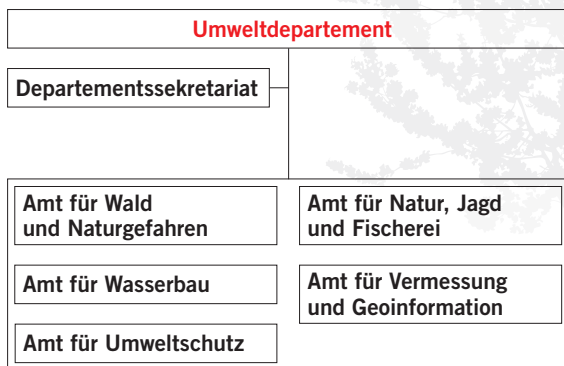 Umweltdepartement
Departementssekretariat
Amt für Wald
und Naturgefahren
Amt für Natur, Jagd
und Fischerei
Amt für Wasserbau
Amt für Vermessung
und Geoinformation
Amt für Umweltschutz